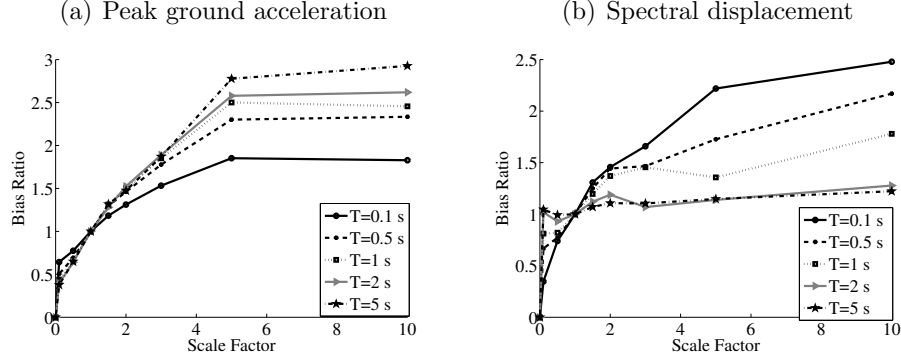 (a) Peak ground acceleration
3
2.5
2
1.5
1
0.5
0
Bias Ratio
0 2 4 6 8 10
Scale Factor
T=0.1 s
T=0.5 s
T=1 s
T=2 s
T=5 s
(b) Spectral displacement
2.5
2
1.5
1
0.5
0
Bias Ratio
0 2 4 6 8 10
Scale Factor
T=0.1 s
T=0.5 s
T=1 s
T=2 s
T=5 s